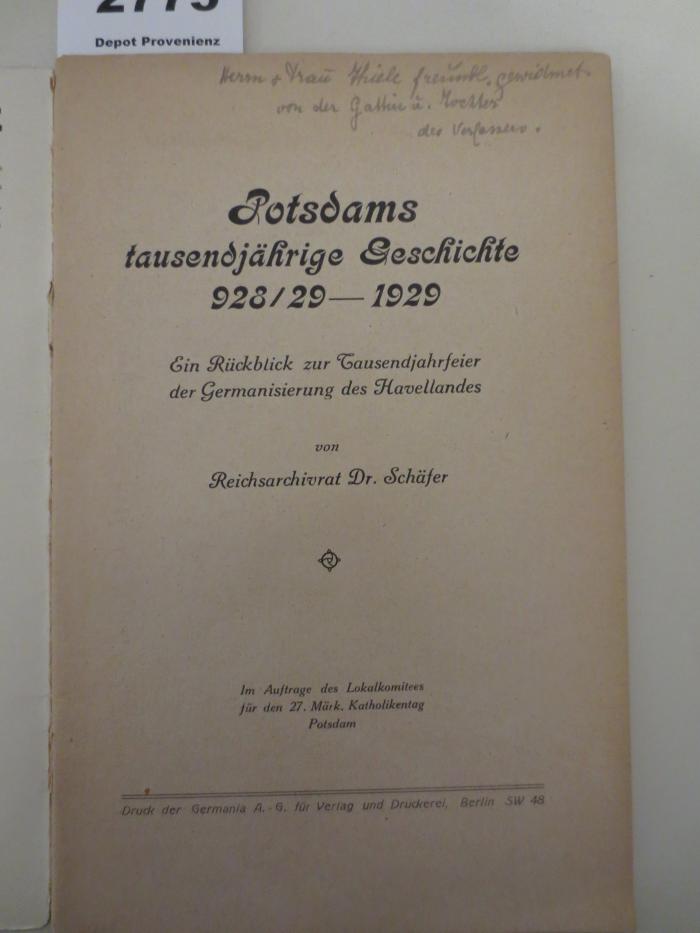 2775
Depot Provenienz
Herrn & Frau Thiele freundl. gewidmet
von der Gattin u. Tochter
des Verfassers.
Potsdams
tausendjährige Geschichte
928/29 — 1929
Ein Rückblick zur Tausendjahrfeier
der Germanisierung des Havellandes
von
Reichsarchivrat Dr. Schäfer
Im Auftrage des Lokalkomitees
für den 27. Märk. Katholikentag
Potsdam
Druck der Germania A.-G. für Verlag und Druckerei, Berlin SW 48